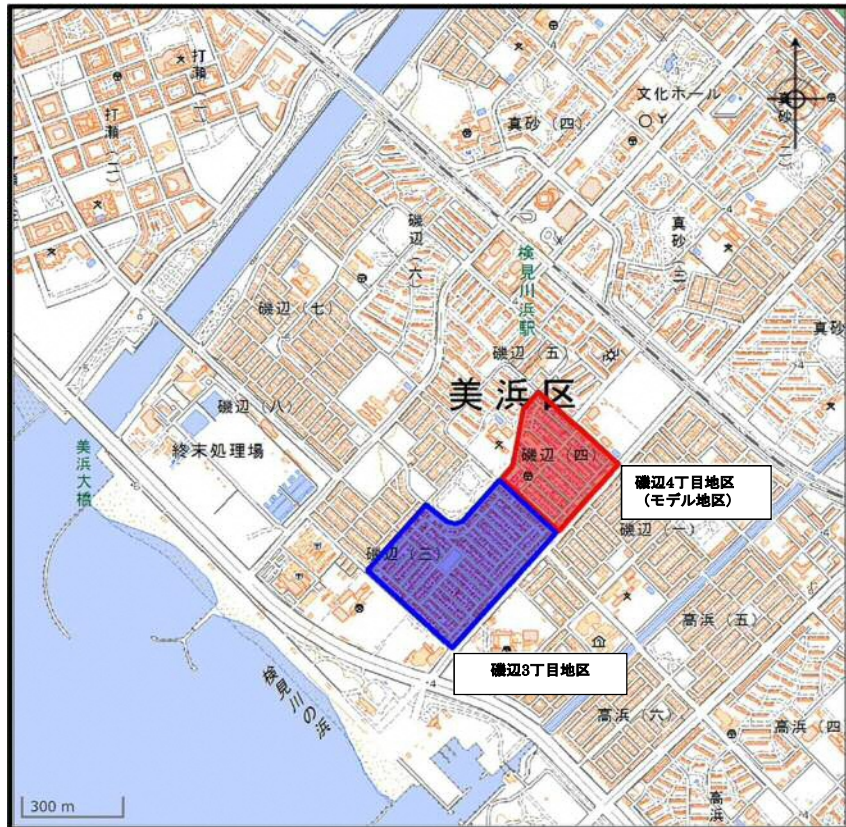 打瀬（一）
打瀬（二）
文化ホール
真砂（四）
真砂（二）
磯辺（六）
検見川浜駅
真砂（三）
磯辺（七）
磯辺（五）
真砂
美浜区
磯辺（八）
美浜大橋
終末処理場
磯辺（四）
磯辺4丁目地区
（モデル地区）
磯辺（一）
磯辺（三）
高浜（五）
磯辺3丁目地区
検見川の浜
高浜（六）
高浜（四
高浜
300 m